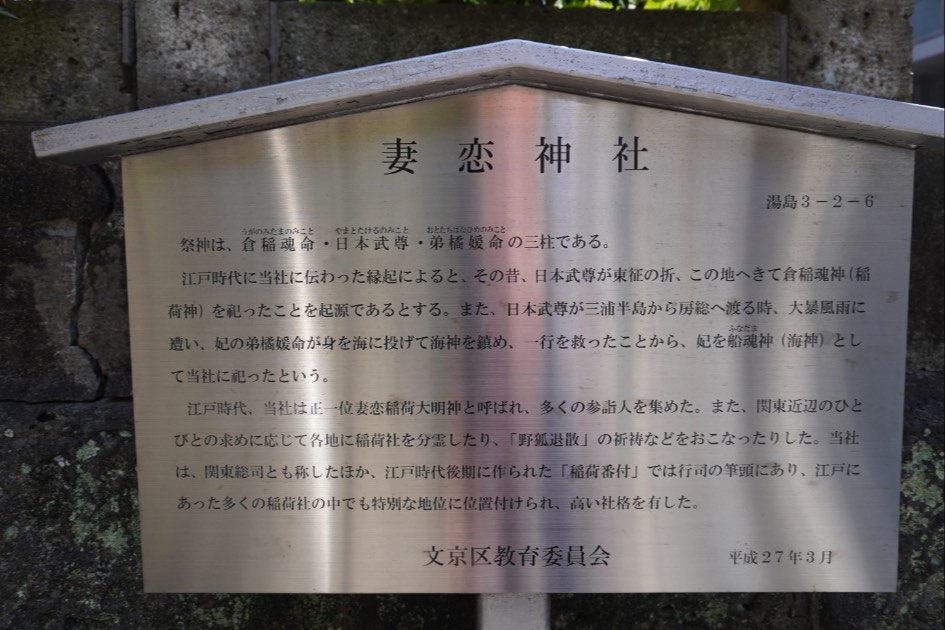 妻恋神社
湯島3-2-6
うがのみたまのみこと やまとたけるのみこと おとたちばなひめのみこと
祭神は、倉稲魂命・日本武尊・弟橘媛命の三柱である。
江戸時代に当社に伝わった縁起によると、その昔、日本武尊が東征の折、この地へきて倉稲魂神(稲
荷神)を祀ったことを起源であるとする。また、日本武尊が三浦半島から房総へ渡る時、大暴風雨に
ふなだま
遭い、妃の弟橘媛命が身を海に投げて海神を鎮め、一行を救ったことから、妃を船魂神(海神)とし
て当社に祀ったという。
江戸時代、当社は正一位妻恋稲荷大明神と呼ばれ、多くの参詣人を集めた。また、関東近辺のひと
びとの求めに応じて各地に稲荷社を分霊したり、「野狐退散」の祈祷などをおこなったりした。当社
は、関東総司とも称したほか、江戸時代後期に作られた「稲荷番付」では行司の筆頭にあり、江戸に
あった多くの稲荷社の中でも特別な地位に位置付けられ、高い社格を有した。
文京区教育委員会
平成27年3月